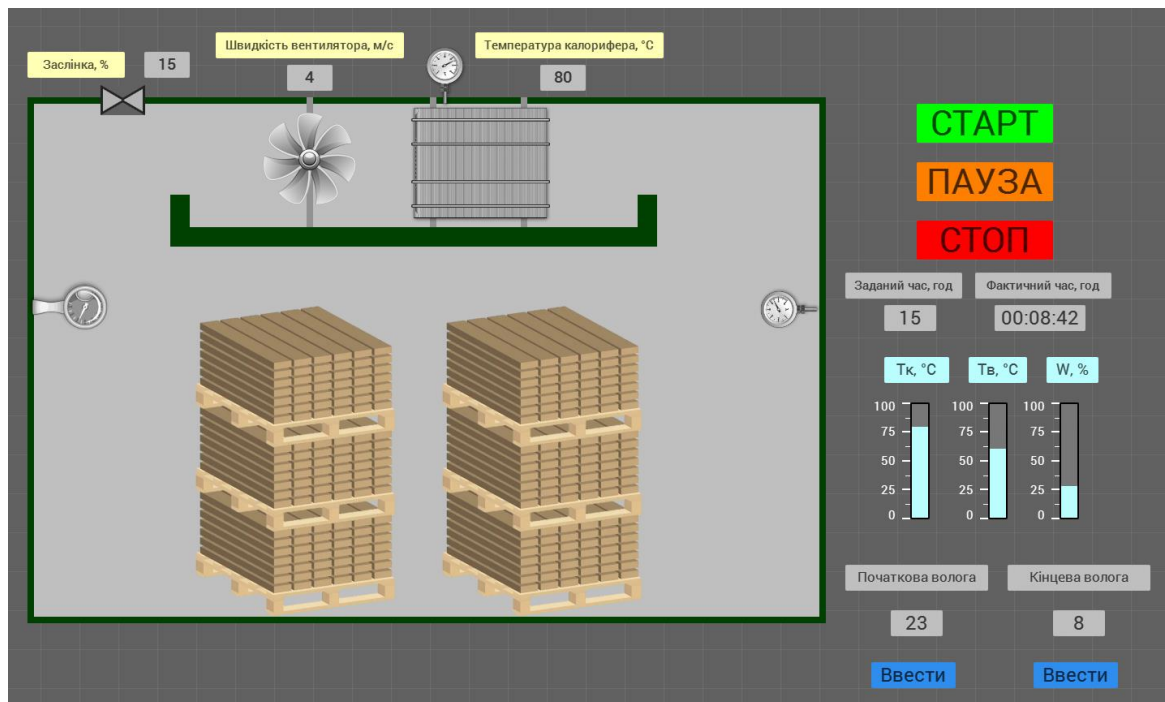 Заслінка, %
15
Швидкість вентилятора, м/с
4
Температура калорифера, °C
80
СТАРТ
ПАУЗА
СТОП
Заданий час, год
Фактичний час, год
15
00:08:42
Тк, °C
Тв, °C
W, %
100
75
50
25
0
100
75
50
25
0
100
75
50
25
0
Початкова волога
Кінцева волога
23
8
Ввести
Ввести